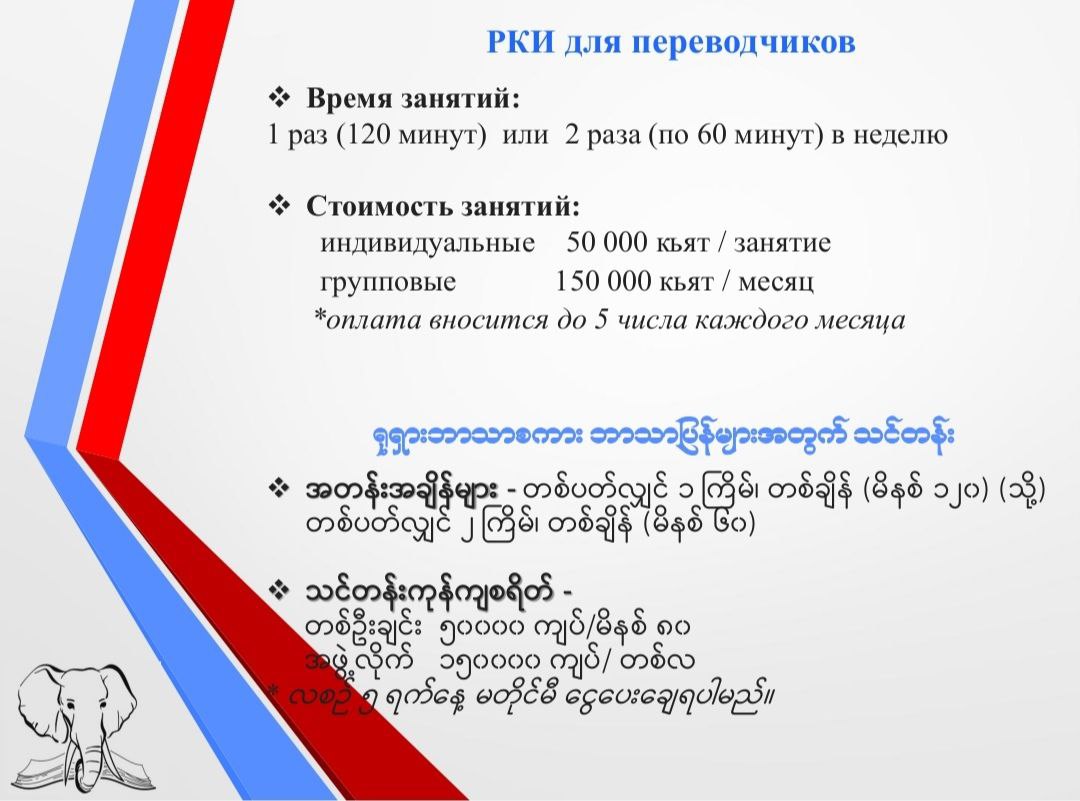 РКИ для переводчиков
❖ Время занятий:
1 раз (120 минут) или 2 раза (по 60 минут) в неделю
❖ Стоимость занятий:
индивидуальные 50 000 кьят / занятие
групповые 150 000 кьят / месяц
*оплата вносится до 5 числа каждого месяца
ရုရှားဘာသာစကား ဘာသာပြန်များအတွက် သင်တန်း
❖ အတန်းအချိန်များ - တစ်ပတ်လျှင် ၁ ကြိမ်၊ တစ်ချိန် (မိနစ် ၁၂၀) (သို့)
တစ်ပတ်လျှင် ၂ ကြိမ်၊ တစ်ချိန် (မိနစ် ၆၀)
❖ သင်တန်းကုန်ကျစရိတ် -
တစ်ဦးချင်း ၅၀၀၀၀ ကျပ်/မိနစ် ၈၀
အဖွဲ့လိုက် ၁၅၀၀၀၀ ကျပ်/ တစ်လ
* လစဉ် ၅ ရက်နေ့ မတိုင်မီ ငွေပေးချေရပါမည်။